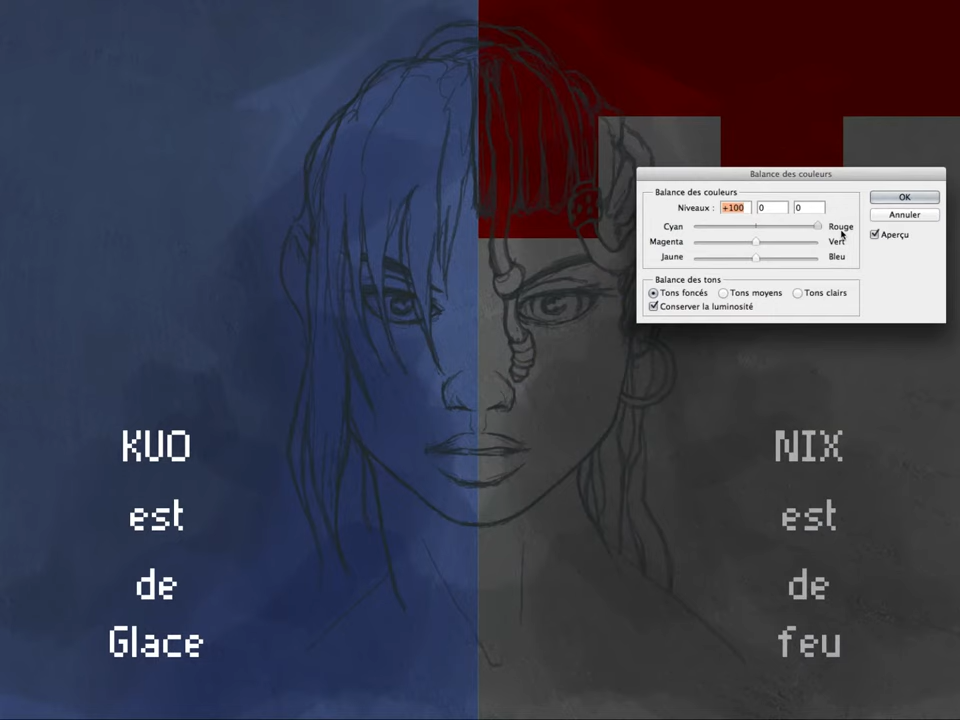 Balance des couleurs
Balance des couleurs
Niveaux : +100 0 0
Cyan Rouge
Magenta Vert
Jaune Bleu
Balance des tons
Tons foncés Tons moyens Tons clairs
Conserver la luminosité
OK
Annuler
Aperçu
KUO
est
de
Glace
NIX
est
de
feu